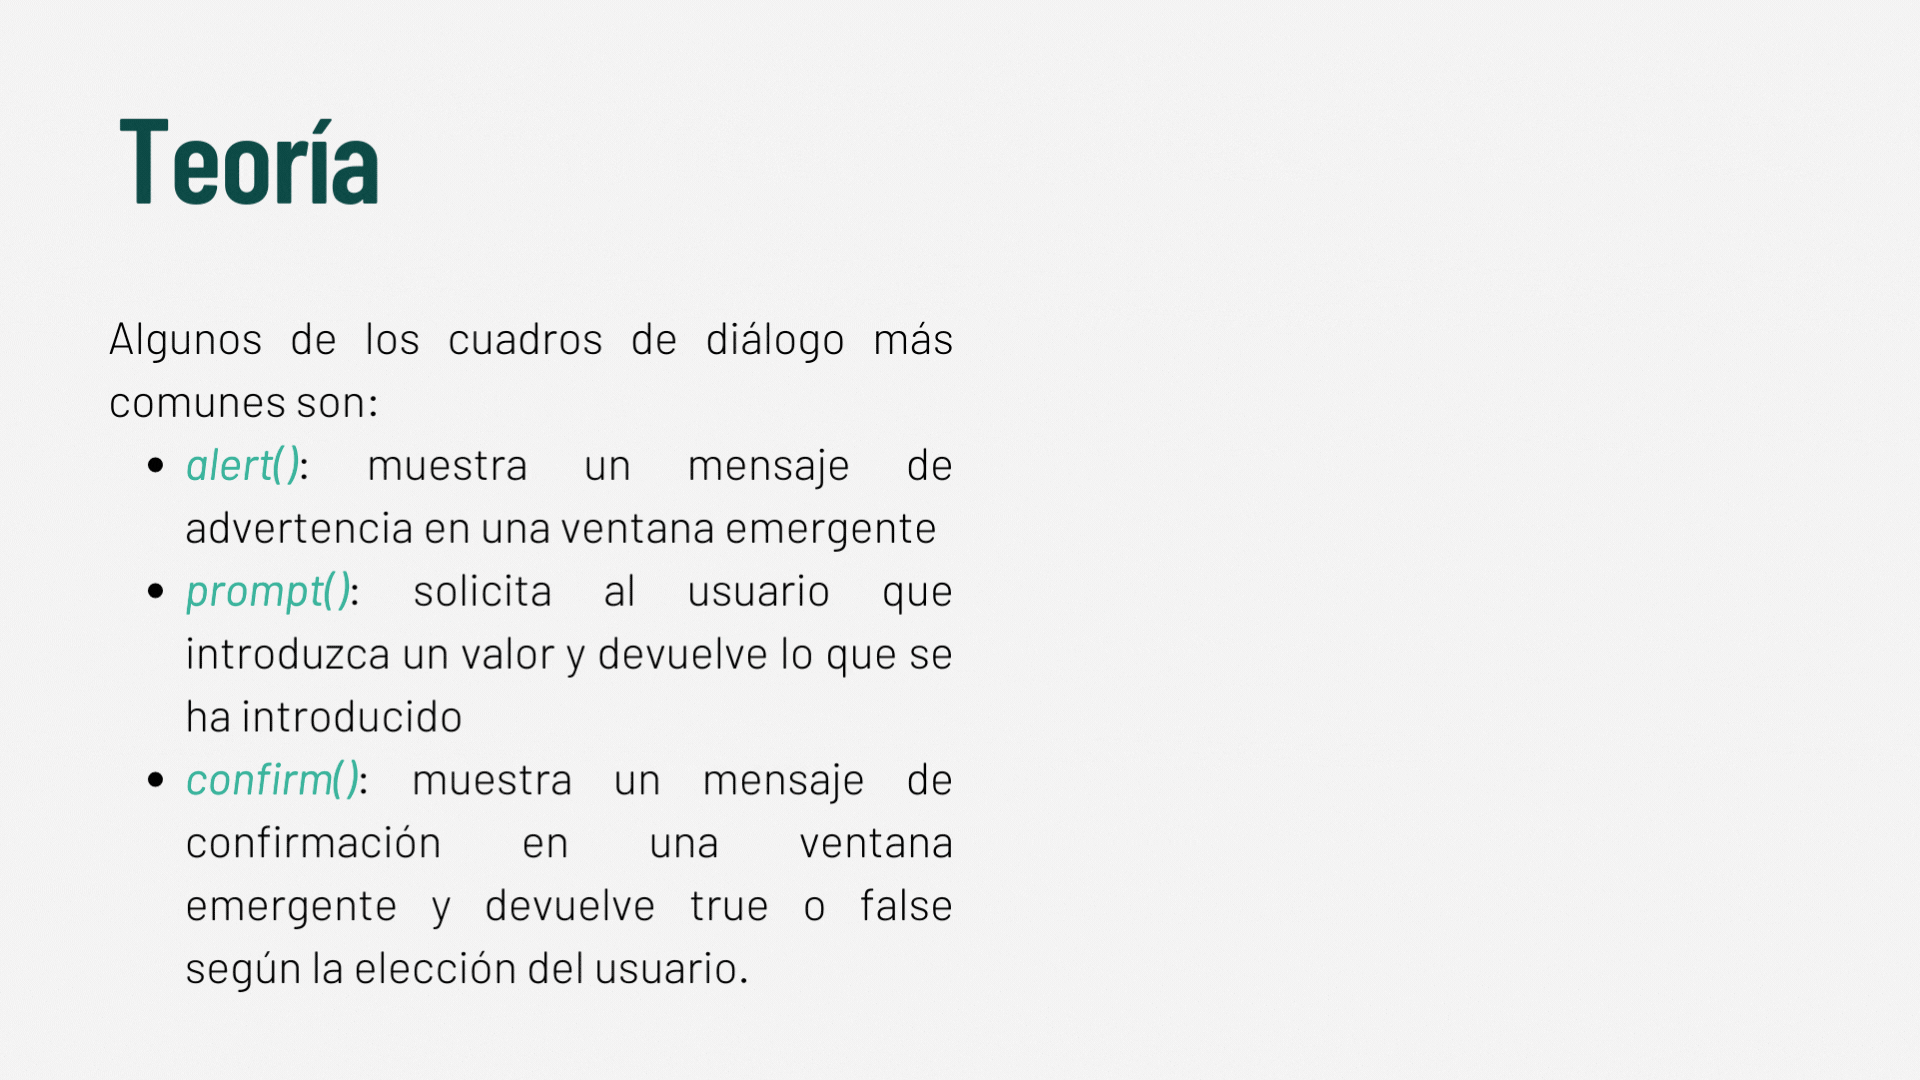 Teoría
Algunos de los cuadros de diálogo más
comunes son:
• alert(): muestra un mensaje de
advertencia en una ventana emergente
• prompt(): solicita al usuario que
introduzca un valor y devuelve lo que se
ha introducido
• confirm(): muestra un mensaje de
confirmación en una ventana
emergente y devuelve true o false
según la elección del usuario.